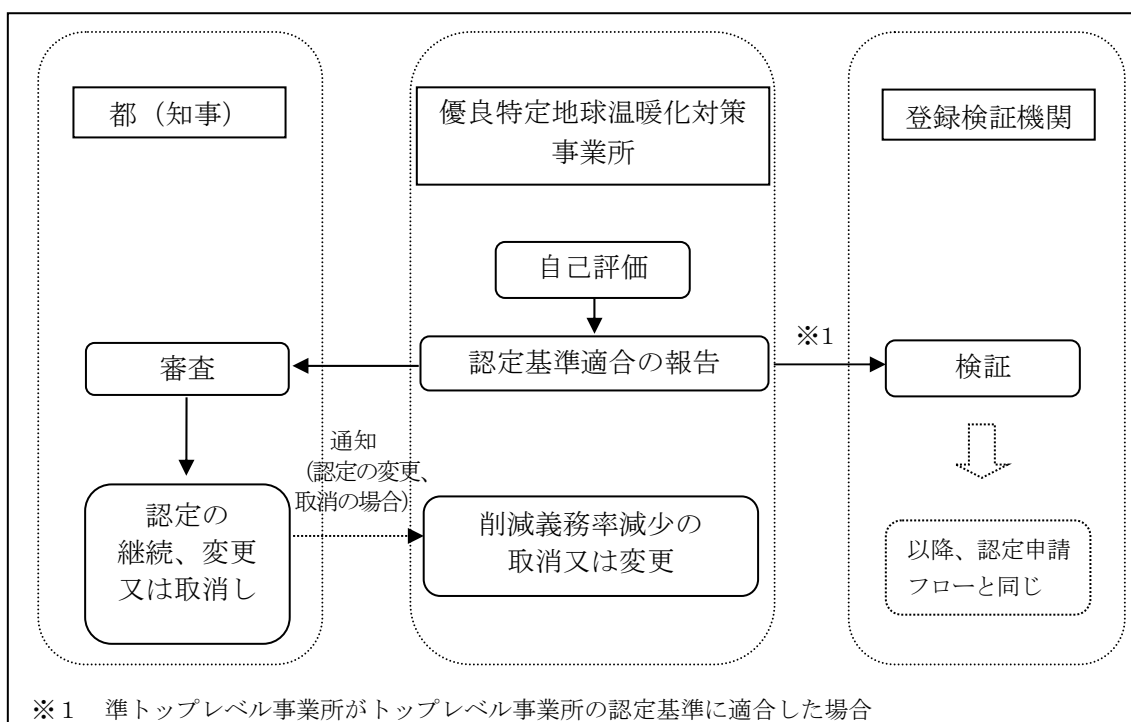 都（知事）
優良特定地球温暖化対策
事業所
登録検証機関
自己評価
※1
審査
認定基準適合の報告
検証
通知
（認定の変更、
取消の場合）
認定の
継続、変更
又は取消し
削減義務率減少の
取消又は変更
以降、認定申請
フローと同じ
※１　準トップレベル事業所がトップレベル事業所の認定基準に適合した場合